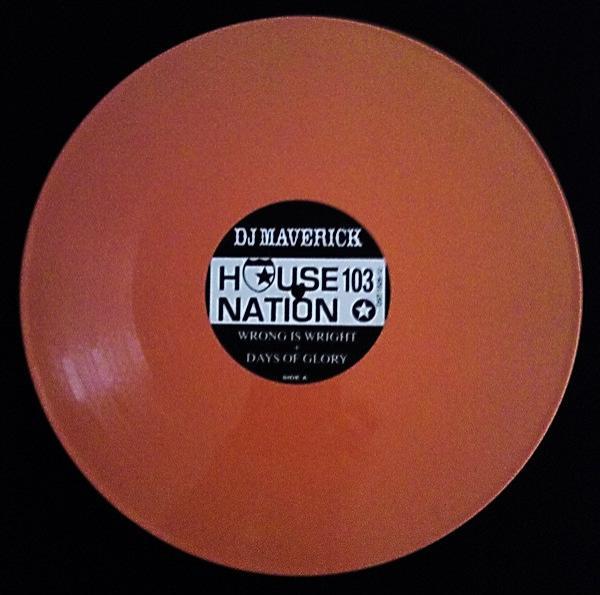 DJ MAVERICK
HOUSE 103
NATION
WRONG IS WRIGHT
+
DAYS OF GLORY
SIDE A